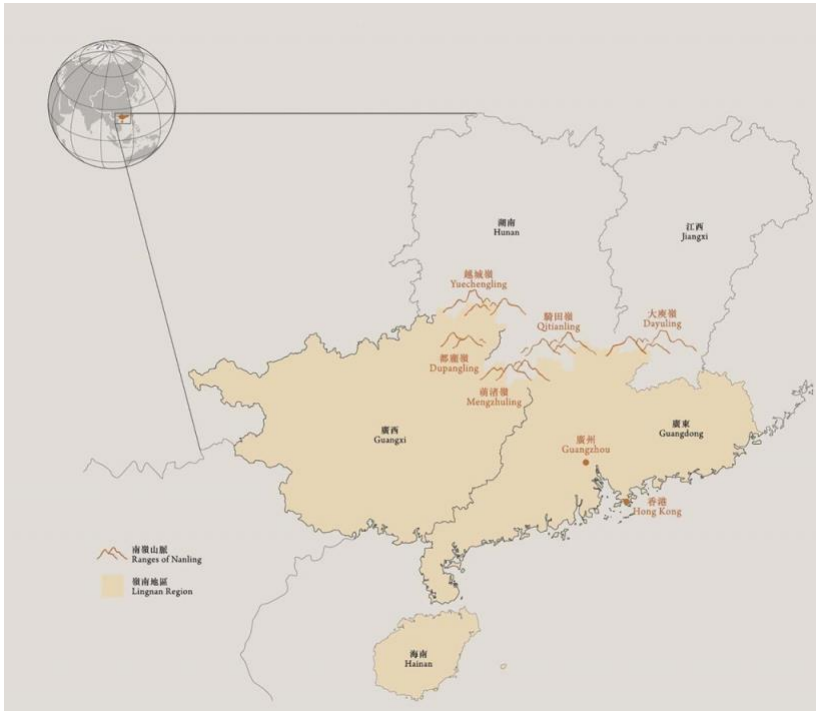 湖南
Hunan
江西
Jiangxi
越城嶺
Yuechengling
騎田嶺
Qitianling
大庾嶺
Dayuling
都龐嶺
Dupangling
萌渚嶺
Mengzhuling
廣西
Guangxi
廣東
Guangdong
廣州
Guangzhou
香港
Hong Kong
南嶺山脈
Ranges of Nanling
嶺南地區
Lingnan Region
海南
Hainan